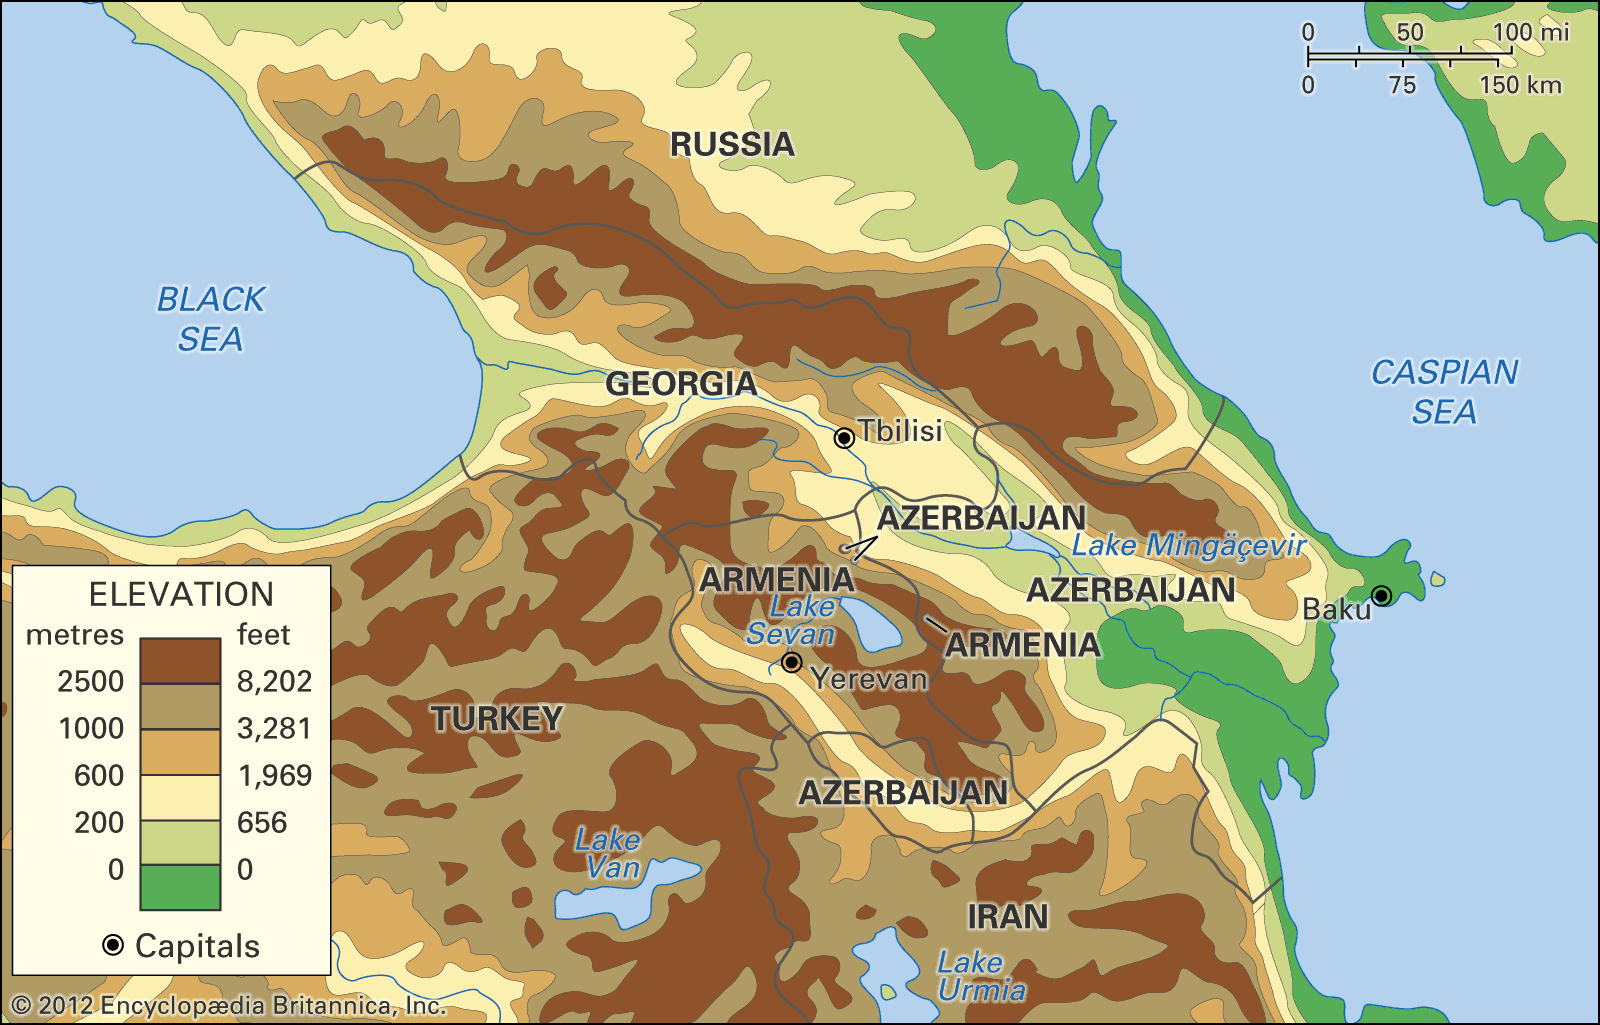 0 50 100 mi
0 75 150 km
RUSSIA
BLACK
SEA
CASPIAN
SEA
GEORGIA
Tbilisi
AZERBAIJAN
Lake Mingäçevir
ARMENIA
AZERBAIJAN
Baku
Lake
Sevan
ARMENIA
Yerevan
TURKEY
AZERBAIJAN
Lake
Van
IRAN
Lake
Urmia
ELEVATION
metres feet
2500 8,202
1000 3,281
600 1,969
200 656
0 0
Capitals
© 2012 Encyclopædia Britannica, Inc.